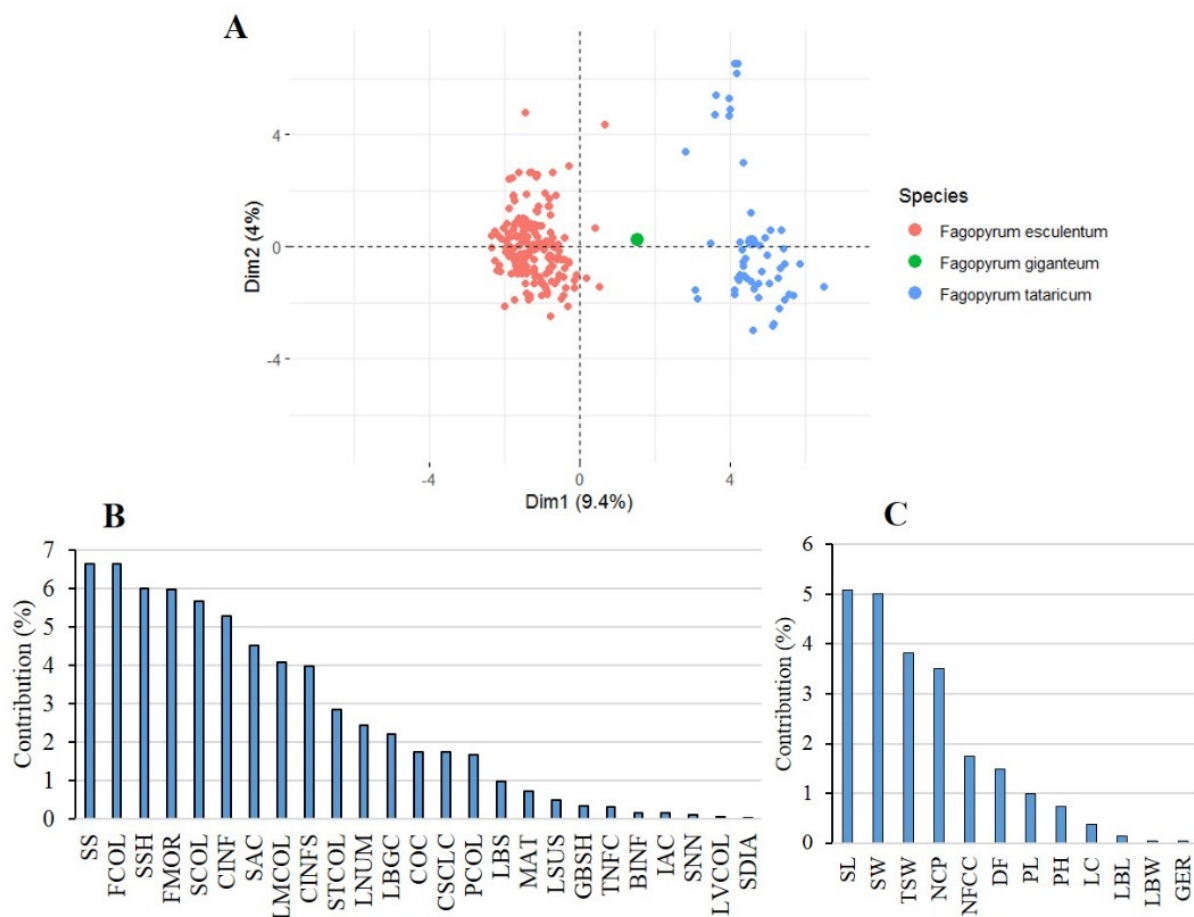 A
Dim2 (4%)
4
0
-4
-4
0
4
Dim1 (9.4%)
Species
Fagopyrum esculentum
Fagopyrum giganteum
Fagopyrum tataricum
B
Contribution (%)
7
6
5
4
3
2
1
0
SS
FCOL
SSH
FMOR
SCOL
CINF
SAC
LMCOL
CINFS
STCOL
LNUM
LBGC
COC
CSCLC
PCOL
LBS
MAT
LSUS
GBSH
TNFC
BINF
IAC
SNN
LVCOL
SDIA
C
Contribution (%)
6
5
4
3
2
1
0
SL
SW
TSW
NCP
NFCC
DF
PL
PH
LC
LBL
LBW
GER